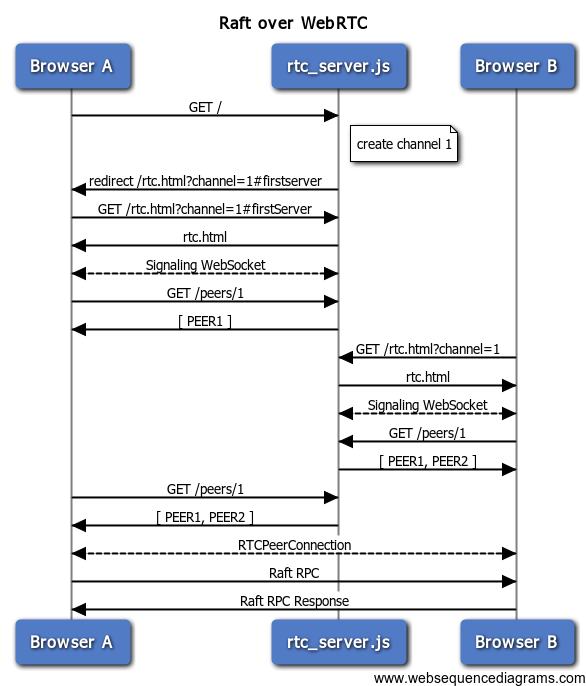 Raft over WebRTC
Browser A
rtc_server.js
Browser B
GET /
create channel 1
redirect /rtc.html?channel=1#firstserver
GET /rtc.html?channel=1#firstServer
rtc.html
Signaling WebSocket
GET /peers/1
[ PEER1 ]
GET /rtc.html?channel=1
rtc.html
Signaling WebSocket
GET /peers/1
[ PEER1, PEER2 ]
GET /peers/1
[ PEER1, PEER2 ]
RTCPeerConnection
Raft RPC
Raft RPC Response
Browser A
rtc_server.js
Browser B
www.websequencediagrams.com